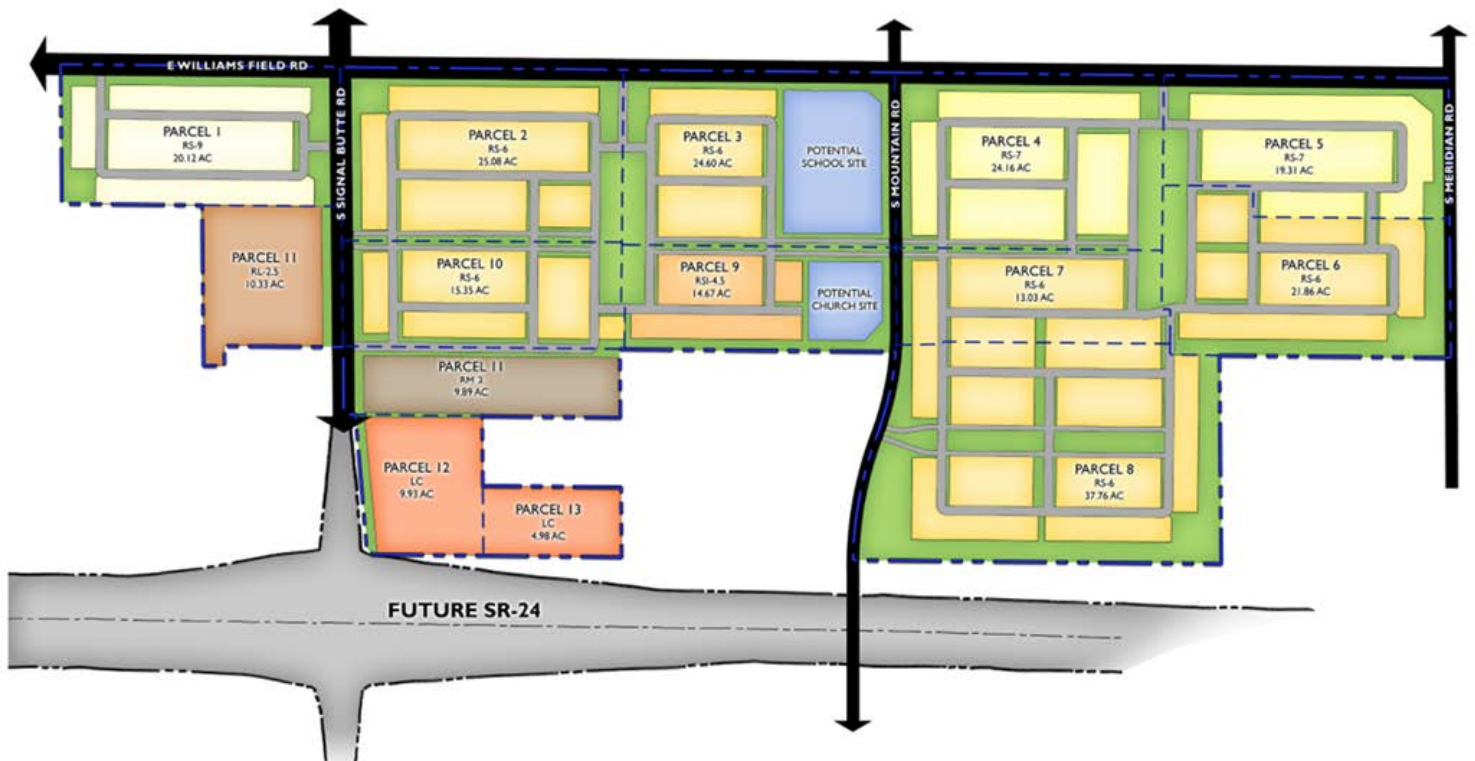 E WILLIAMS FIELD RD
S SIGNAL BUTTE RD
S MOUNTAIN RD
S MERIDIAN RD
PARCEL 1
RS-9
20.12 AC
PARCEL 2
RS-6
25.08 AC
PARCEL 3
RS-6
24.60 AC
POTENTIAL
SCHOOL SITE
PARCEL 4
RS-7
24.16 AC
PARCEL 5
RS-7
19.31 AC
PARCEL 11
RL-2.5
10.33 AC
PARCEL 10
RS-6
15.35 AC
PARCEL 9
RSL-4.5
14.67 AC
POTENTIAL
CHURCH SITE
PARCEL 7
RS-6
13.03 AC
PARCEL 6
RS-6
21.86 AC
PARCEL 11
RM-2
9.89 AC
PARCEL 12
LC
9.93 AC
PARCEL 13
LC
4.98 AC
PARCEL 8
RS-6
37.76 AC
FUTURE SR-24